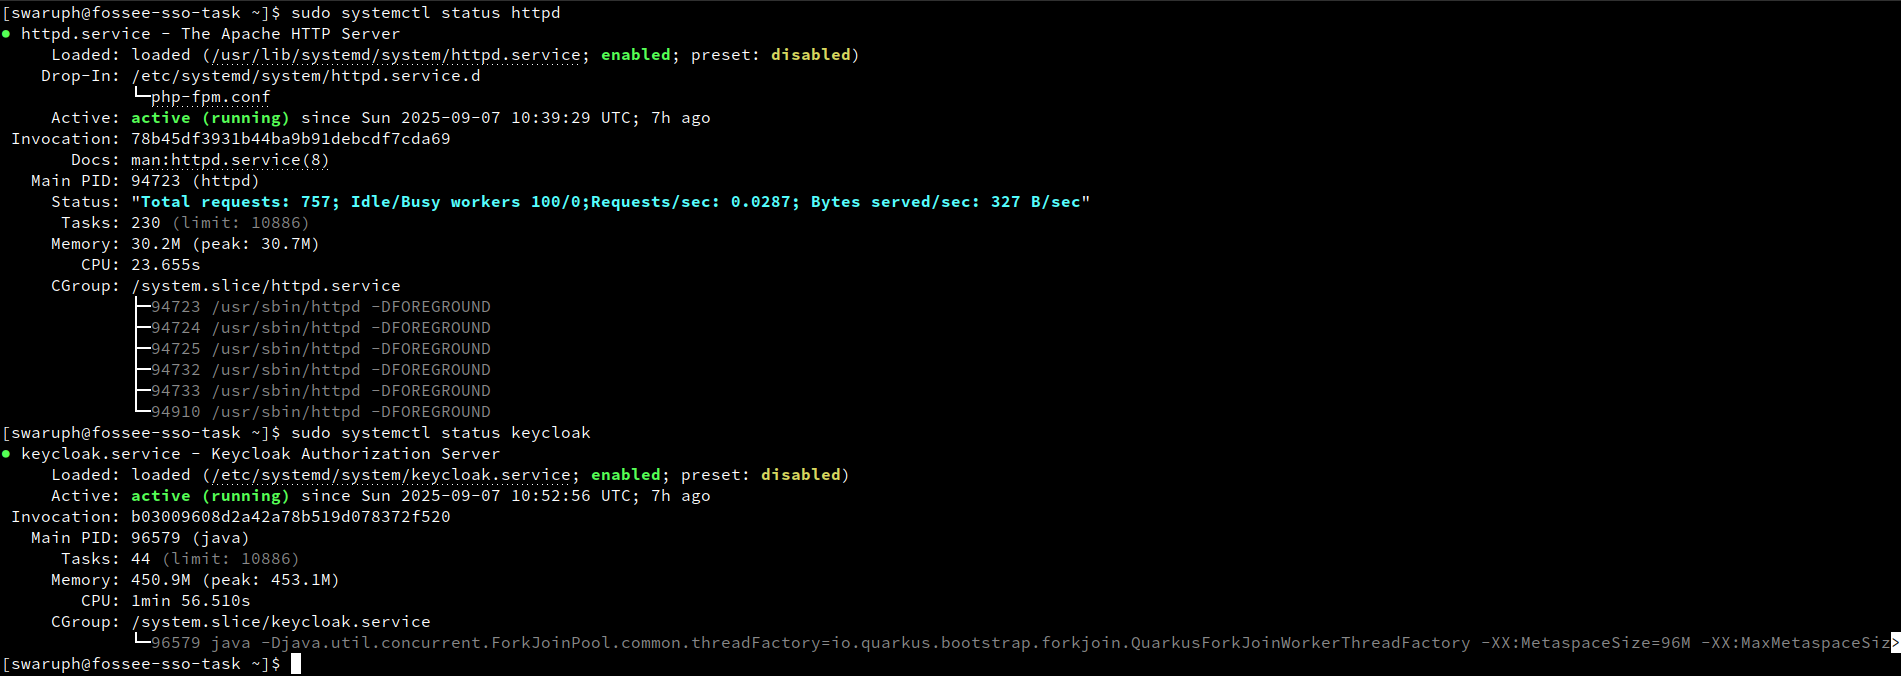 [swaruph@fossee-sso-task ~]$ sudo systemctl status httpd
● httpd.service - The Apache HTTP Server
     Loaded: loaded (/usr/lib/systemd/system/httpd.service; enabled; preset: disabled)
    Drop-In: /etc/systemd/system/httpd.service.d
             └─php-fpm.conf
     Active: active (running) since Sun 2025-09-07 10:39:29 UTC; 7h ago
 Invocation: 78b45df3931b44ba9b91debcdf7cda69
       Docs: man:httpd.service(8)
   Main PID: 94723 (httpd)
     Status: "Total requests: 757; Idle/Busy workers 100/0;Requests/sec: 0.0287; Bytes served/sec: 327 B/sec"
      Tasks: 230 (limit: 10886)
     Memory: 30.2M (peak: 30.7M)
        CPU: 23.655s
     CGroup: /system.slice/httpd.service
             ├─94723 /usr/sbin/httpd -DFOREGROUND
             ├─94724 /usr/sbin/httpd -DFOREGROUND
             ├─94725 /usr/sbin/httpd -DFOREGROUND
             ├─94732 /usr/sbin/httpd -DFOREGROUND
             ├─94733 /usr/sbin/httpd -DFOREGROUND
             └─94910 /usr/sbin/httpd -DFOREGROUND
[swaruph@fossee-sso-task ~]$ sudo systemctl status keycloak
● keycloak.service - Keycloak Authorization Server
     Loaded: loaded (/etc/systemd/system/keycloak.service; enabled; preset: disabled)
     Active: active (running) since Sun 2025-09-07 10:52:56 UTC; 7h ago
 Invocation: b03009608d2a42a78b519d078372f520
   Main PID: 96579 (java)
      Tasks: 44 (limit: 10886)
     Memory: 450.9M (peak: 453.1M)
        CPU: 1min 56.510s
     CGroup: /system.slice/keycloak.service
             └─96579 java -Djava.util.concurrent.ForkJoinPool.common.threadFactory=io.quarkus.bootstrap.forkjoin.QuarkusForkJoinWorkerThreadFactory -XX:MetaspaceSize=96M -XX:MaxMetaspaceSiz>
[swaruph@fossee-sso-task ~]$